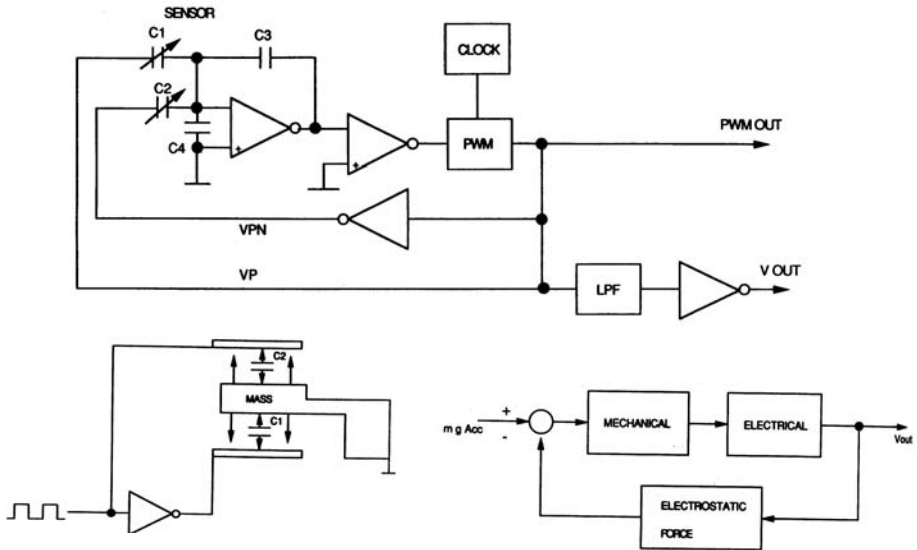 SENSOR
C1
C3
CLOCK
C2
C4
+
+
PWM
PWM OUT
VPN
VP
LPF
V OUT
C2
MASS
C1
m g Acc
+
-
MECHANICAL
ELECTRICAL
Vout
ELECTROSTATIC
FORCE